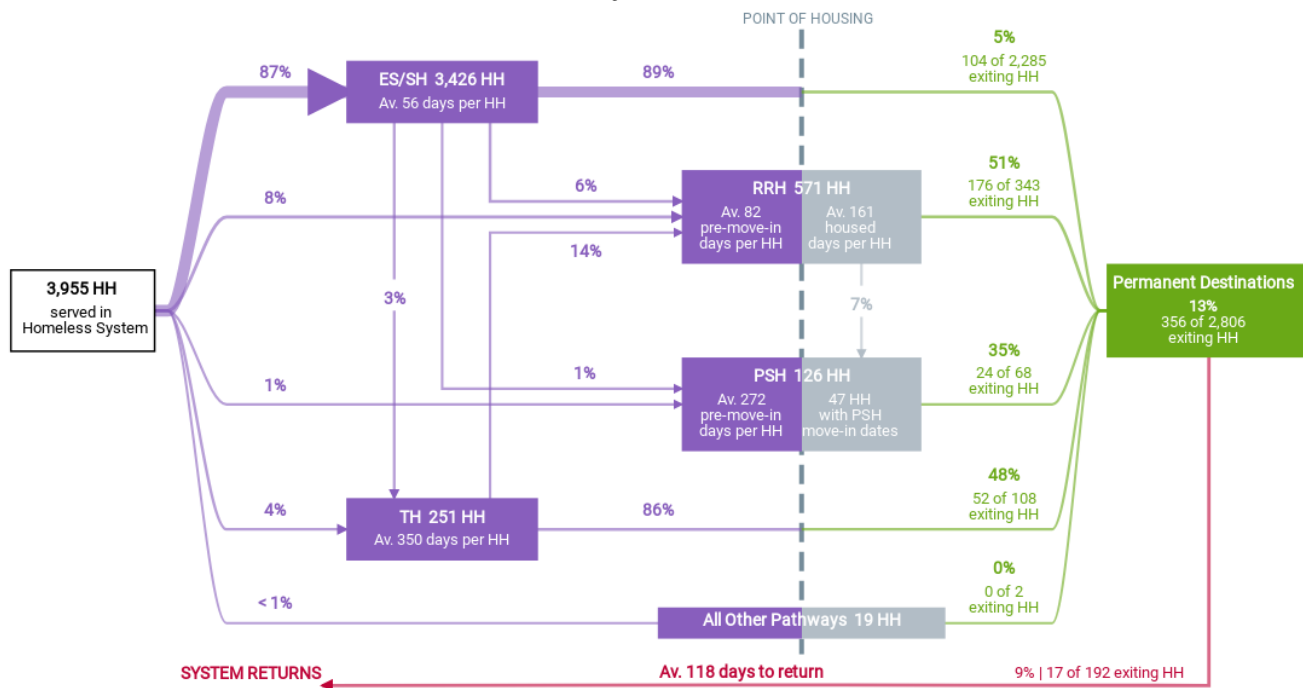 POINT OF HOUSING
87%
ES/SH 3,426 HH
Av. 56 days per HH
89%
5%
104 of 2,285
exiting HH
8%
6%
14%
RRH 571 HH
Av. 82
pre-move-in
days per HH
Av. 161
housed
days per HH
51%
176 of 343
exiting HH
3,955 HH
served in
Homeless System
3%
7%
Permanent Destinations
13%
356 of 2,806
exiting HH
1%
1%
PSH 126 HH
Av. 272
pre-move-in
days per HH
47 HH
with PSH
move-in dates
35%
24 of 68
exiting HH
4%
TH 251 HH
Av. 350 days per HH
86%
48%
52 of 108
exiting HH
< 1%
All Other Pathways 19 HH
0%
0 of 2
exiting HH
SYSTEM RETURNS
Av. 118 days to return
9% | 17 of 192 exiting HH